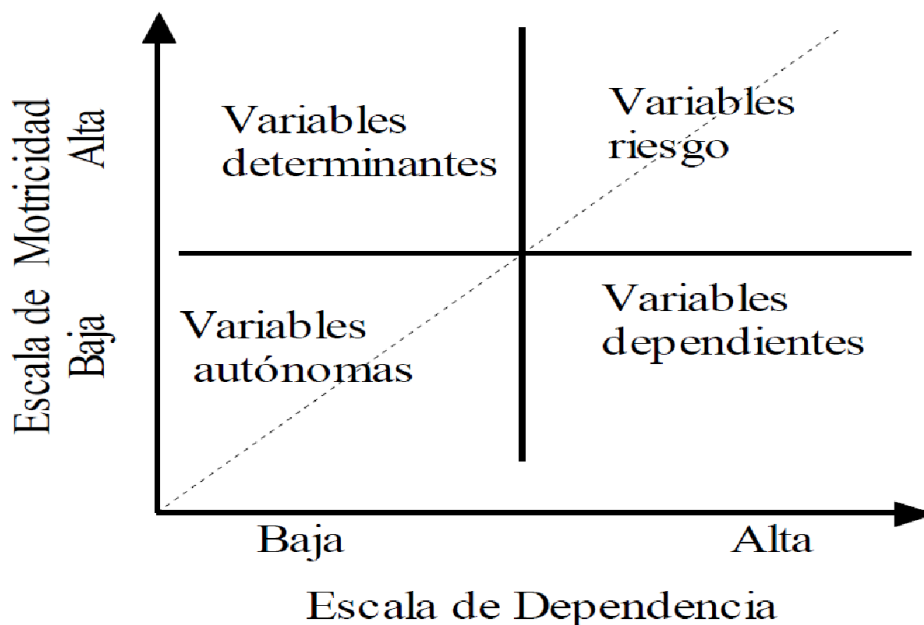 Escala de Motricidad
Alta
Baja
Variables
determinantes
Variables
riesgo
Variables
autónomas
Variables
dependientes
Baja
Alta
Escala de Dependencia